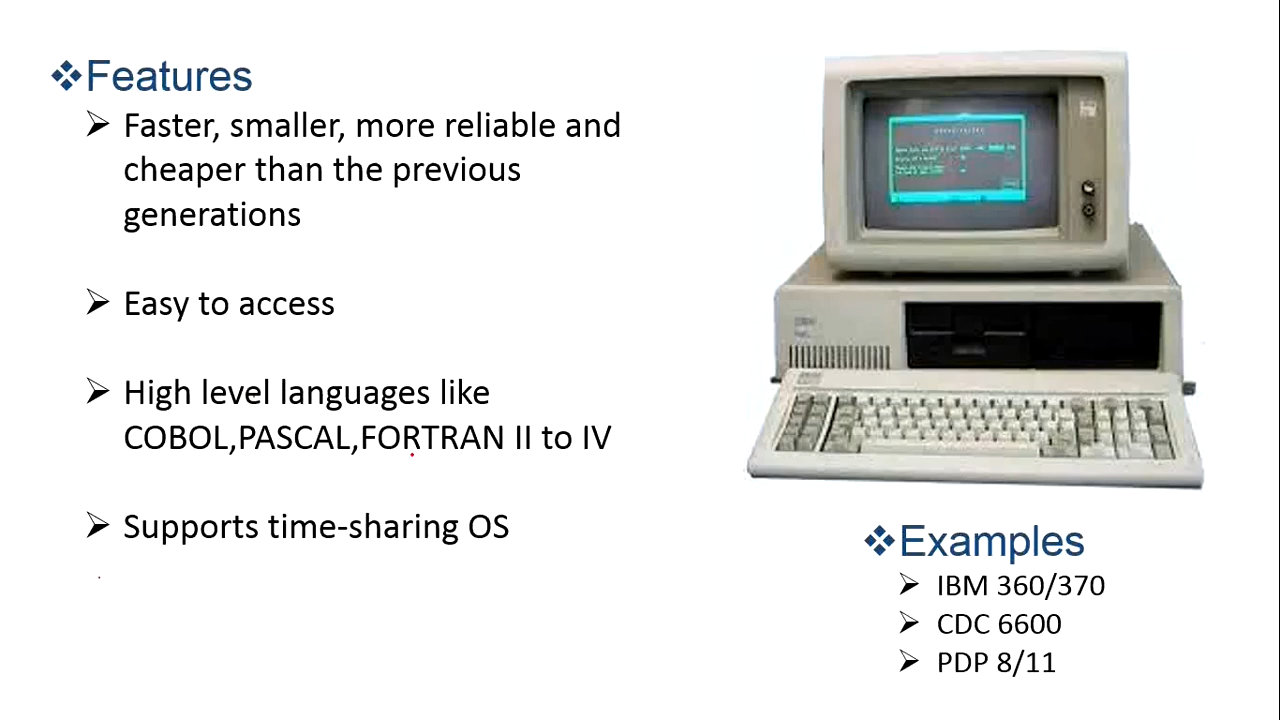 ❖Features
➢ Faster, smaller, more reliable and
cheaper than the previous
generations
➢ Easy to access
➢ High level languages like
COBOL,PASCAL,FORTRAN II to IV
➢ Supports time-sharing OS
❖Examples
➢ IBM 360/370
➢ CDC 6600
➢ PDP 8/11